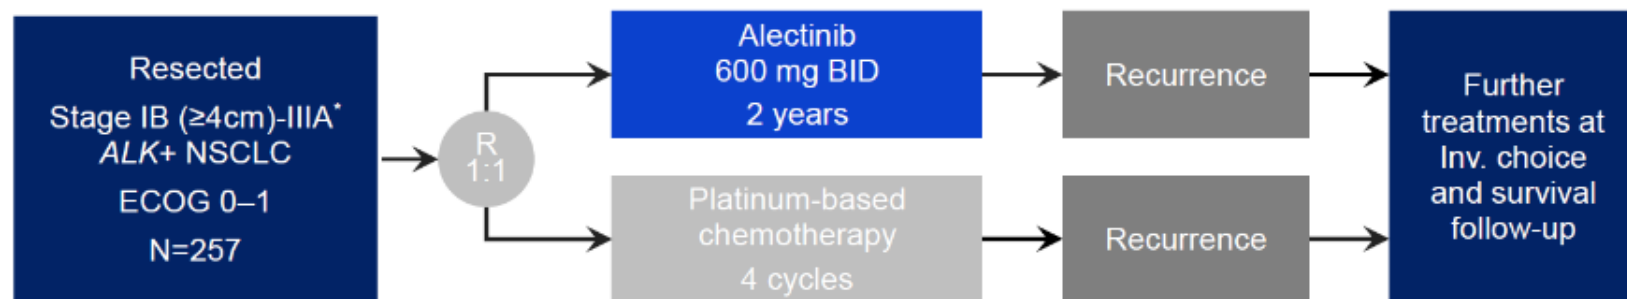 Resected
Stage IB (≥4cm)-IIIA*
ALK+ NSCLC
ECOG 0–1
N=257
R
1:1
Alectinib
600 mg BID
2 years
Recurrence
Platinum-based
chemotherapy
4 cycles
Recurrence
Further
treatments at
Inv. choice
and survival
follow-up